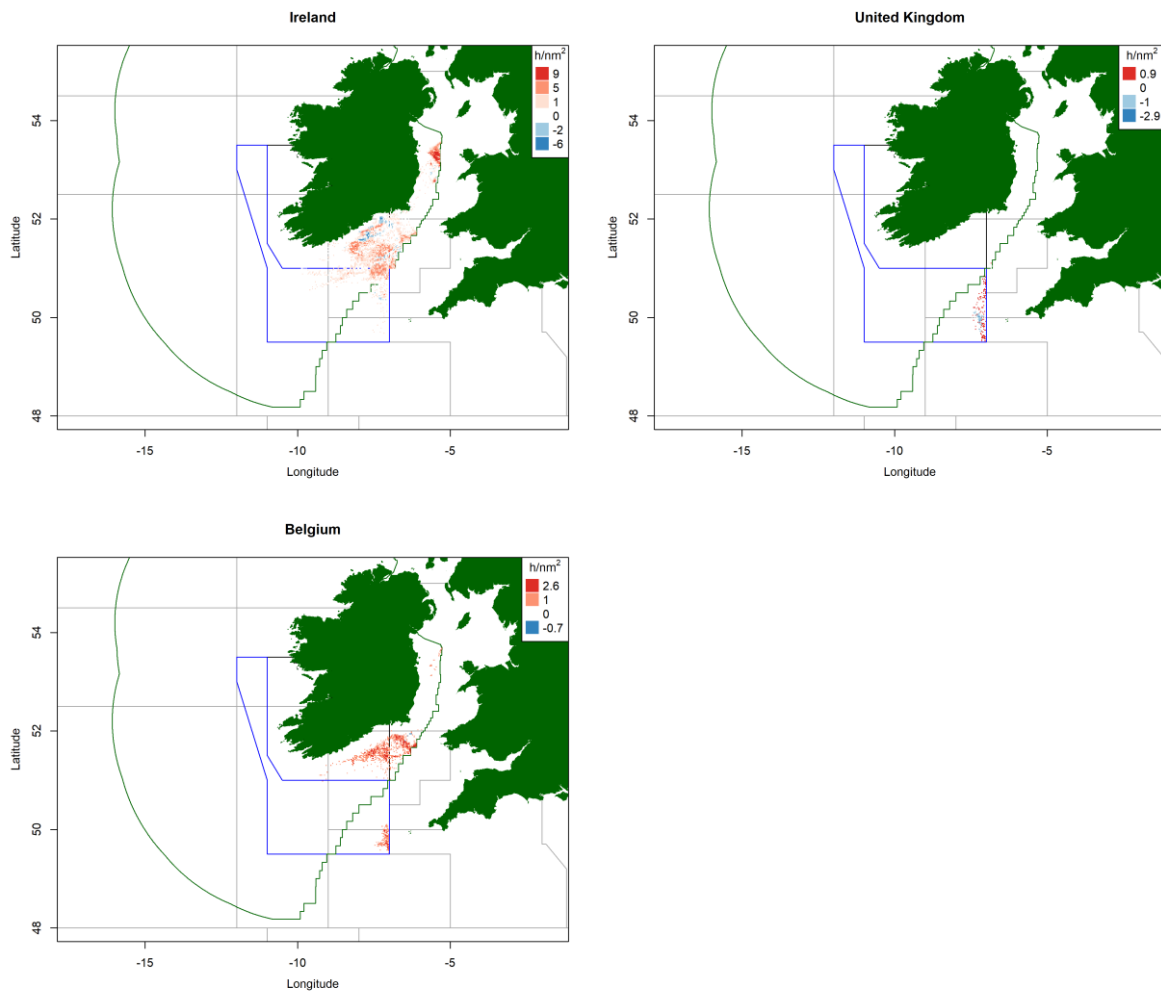 Ireland
h/nm²
9
5
1
0
-2
-6
54
52
50
48
Latitude
-15
-10
-5
Longitude
United Kingdom
h/nm²
0.9
0
-1
-2.9
54
52
50
48
Latitude
-15
-10
-5
Longitude
Belgium
h/nm²
2.6
1
0
-0.7
54
52
50
48
Latitude
-15
-10
-5
Longitude